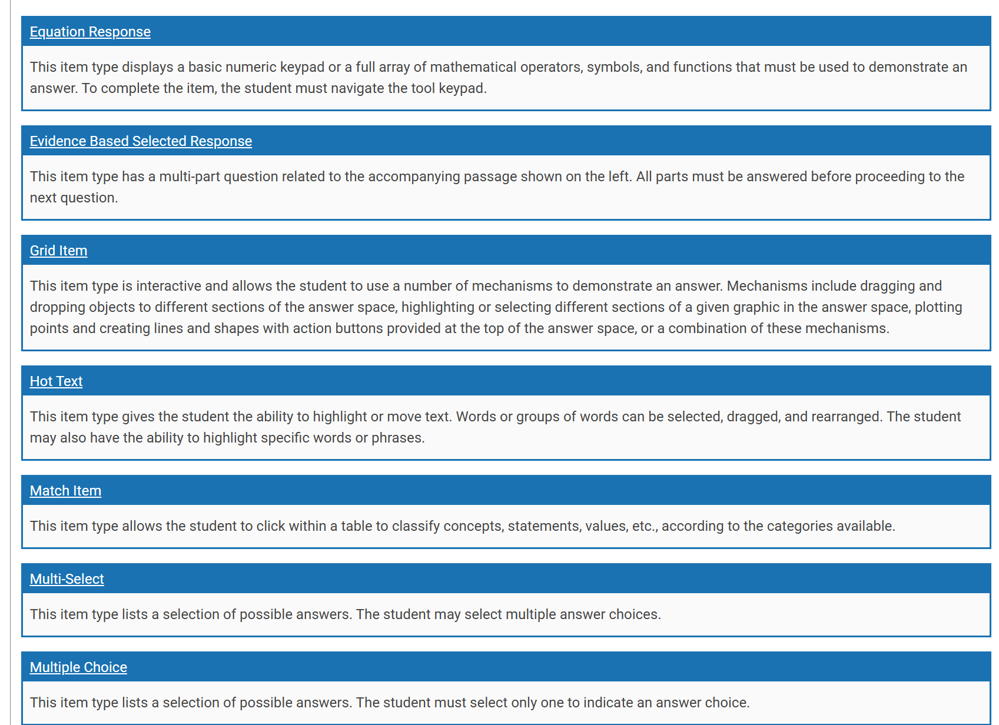 Equation Response
This item type displays a basic numeric keypad or a full array of mathematical operators, symbols, and functions that must be used to demonstrate an
answer. To complete the item, the student must navigate the tool keypad.
Evidence Based Selected Response
This item type has a multi-part question related to the accompanying passage shown on the left. All parts must be answered before proceeding to the
next question.
Grid Item
This item type is interactive and allows the student to use a number of mechanisms to demonstrate an answer. Mechanisms include dragging and
dropping objects to different sections of the answer space, highlighting or selecting different sections of a given graphic in the answer space, plotting
points and creating lines and shapes with action buttons provided at the top of the answer space, or a combination of these mechanisms.
Hot Text
This item type gives the student the ability to highlight or move text. Words or groups of words can be selected, dragged, and rearranged. The student
may also have the ability to highlight specific words or phrases.
Match Item
This item type allows the student to click within a table to classify concepts, statements, values, etc., according to the categories available.
Multi-Select
This item type lists a selection of possible answers. The student may select multiple answer choices.
Multiple Choice
This item type lists a selection of possible answers. The student must select only one to indicate an answer choice.